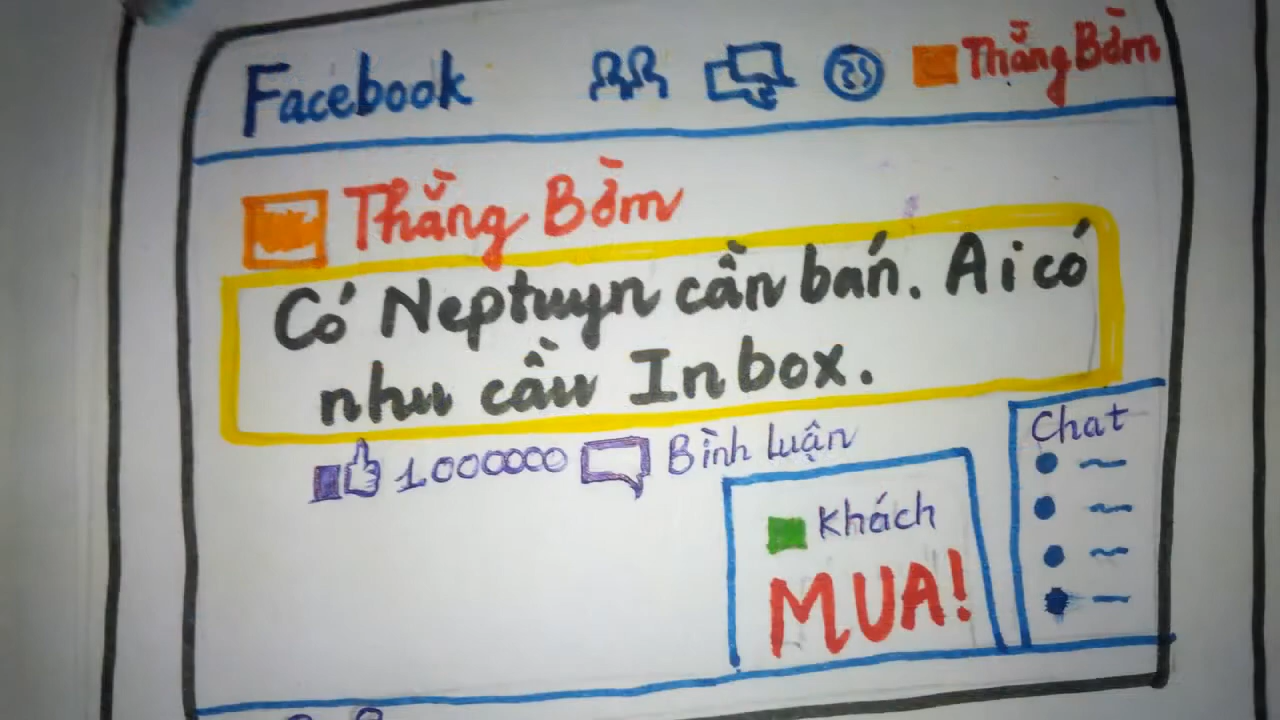 Facebook
Thằng Bờm
Thằng Bờm
Có Neptuyn cần bán. Ai có
nhu cầu Inbox.
1000000 Bình luận
Chat
Khách
MUA!